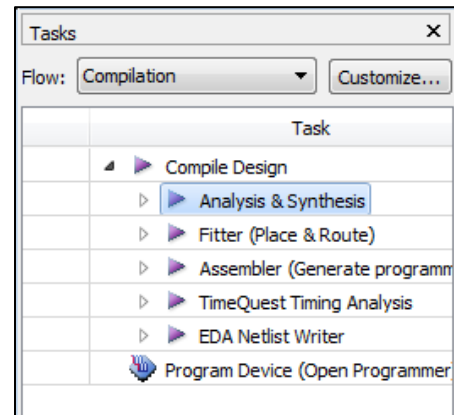 Tasks
Flow: Compilation Customize...
Task
Compile Design
Analysis & Synthesis
Fitter (Place & Route)
Assembler (Generate programm
TimeQuest Timing Analysis
EDA Netlist Writer
Program Device (Open Programmer)